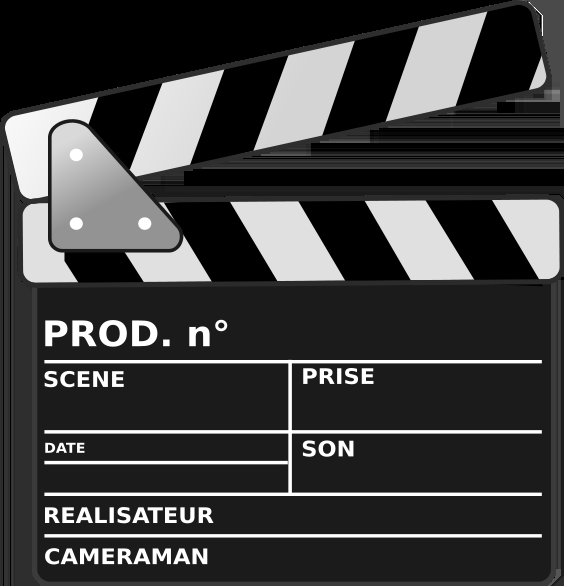 PROD. n°
SCENE
PRISE
DATE
SON
REALISATEUR
CAMERAMAN